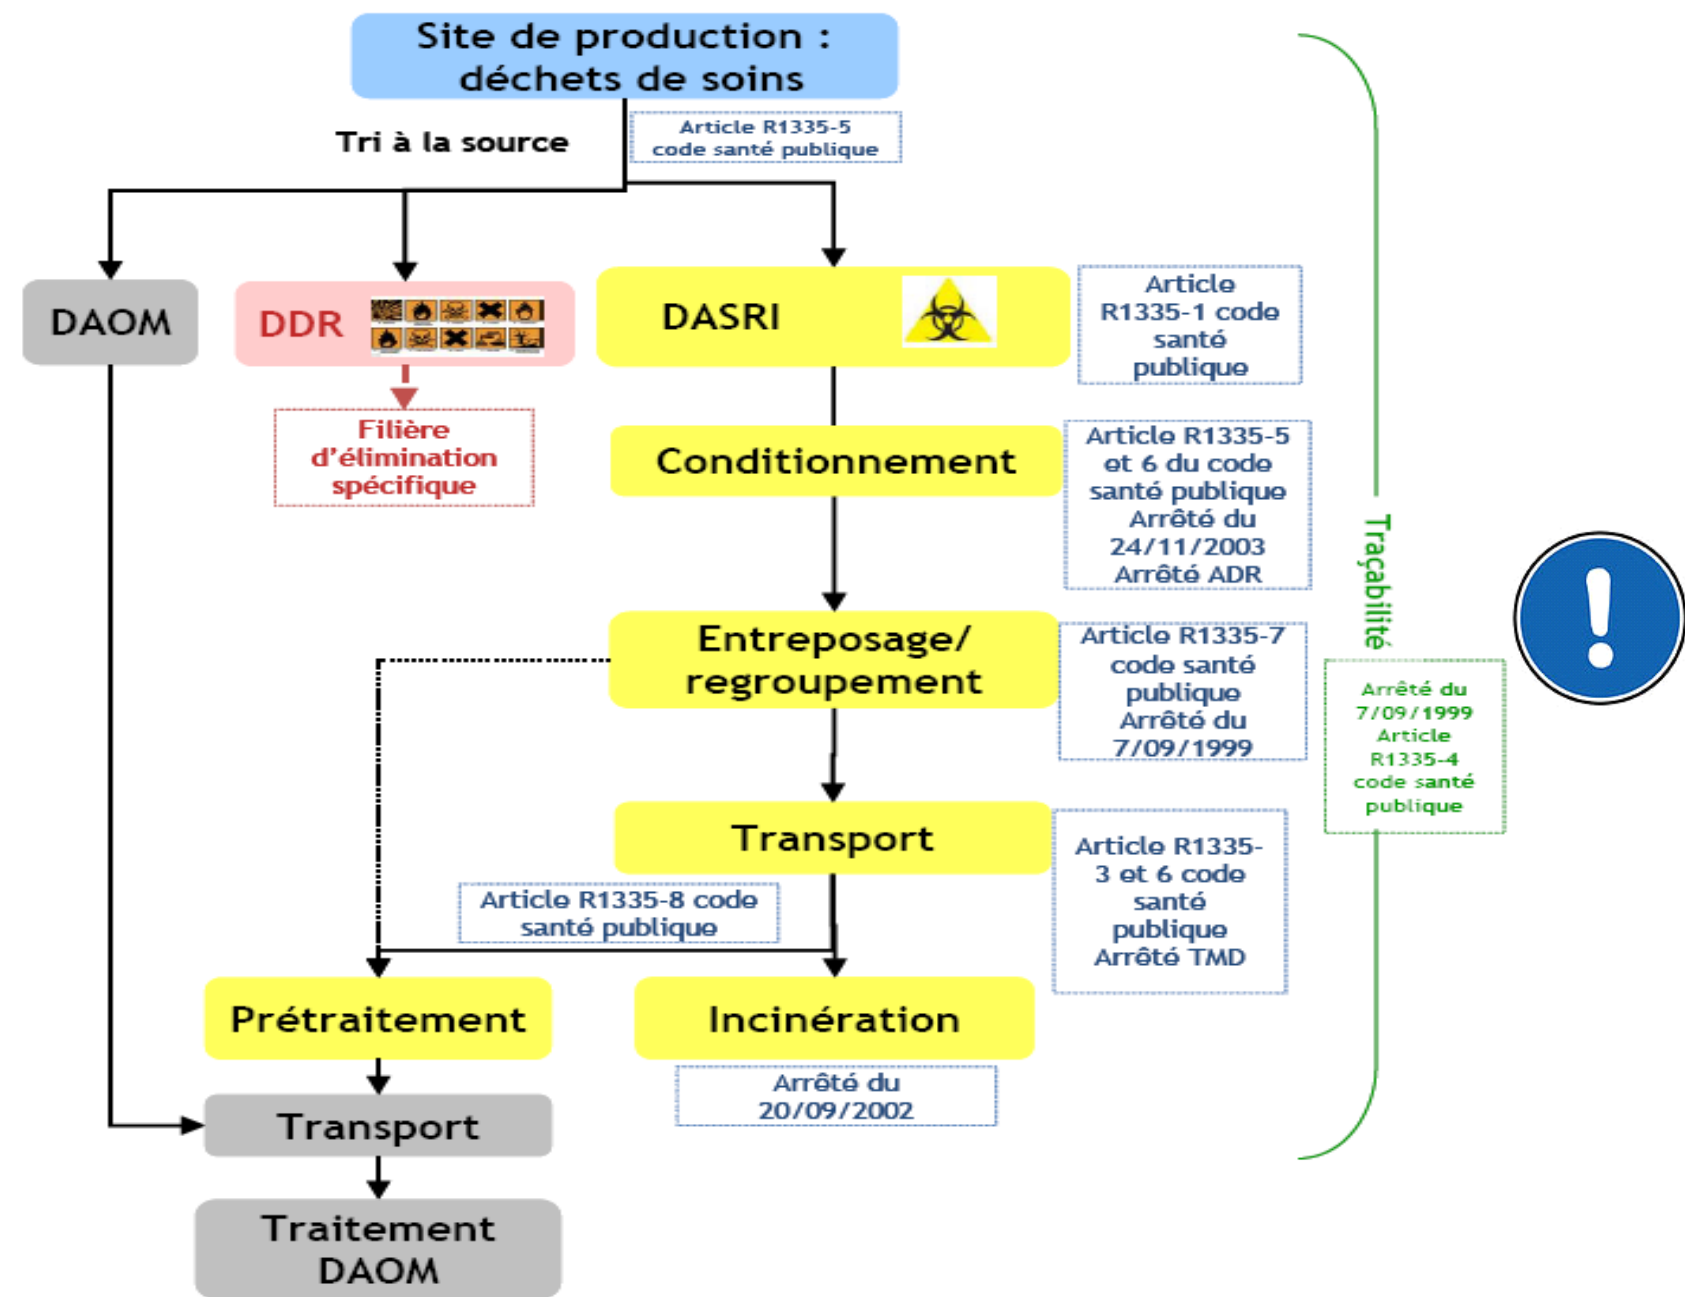 Site de production :
déchets de soins
Tri à la source
Article R1335-5
code santé publique
DAOM
DDR
DASRI
Article
R1335-1 code
santé
publique
Filière
d’élimination
spécifique
Conditionnement
Article R1335-5
et 6 du code
santé publique
Arrêté du
24/11/2003
Arrêté ADR
Traçabilité
Entreposage/
regroupement
Article R1335-7
code santé
publique
Arrêté du
7/09/1999
Arrêté du
7/09/1999
Article
R1335-4
code santé
publique
Transport
Article R1335-
3 et 6 code
santé
publique
Arrêté TMD
Article R1335-8 code
santé publique
Prétraitement
Incinération
Arrêté du
20/09/2002
Transport
Traitement
DAOM